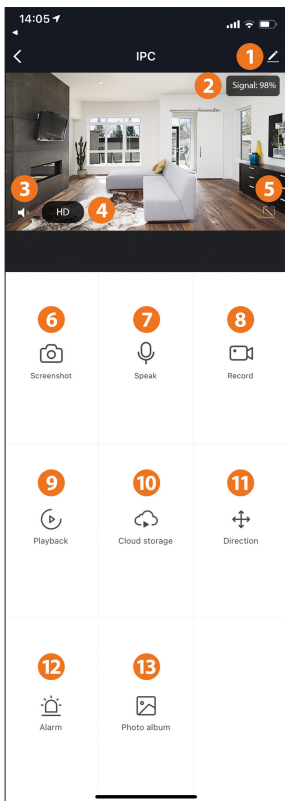 14:05
IPC
1
2
Signal: 98%
3
HD
4
5
6
7
8
Screenshot
Speak
Record
9
10
11
Playback
Cloud storage
Direction
12
13
Alarm
Photo album